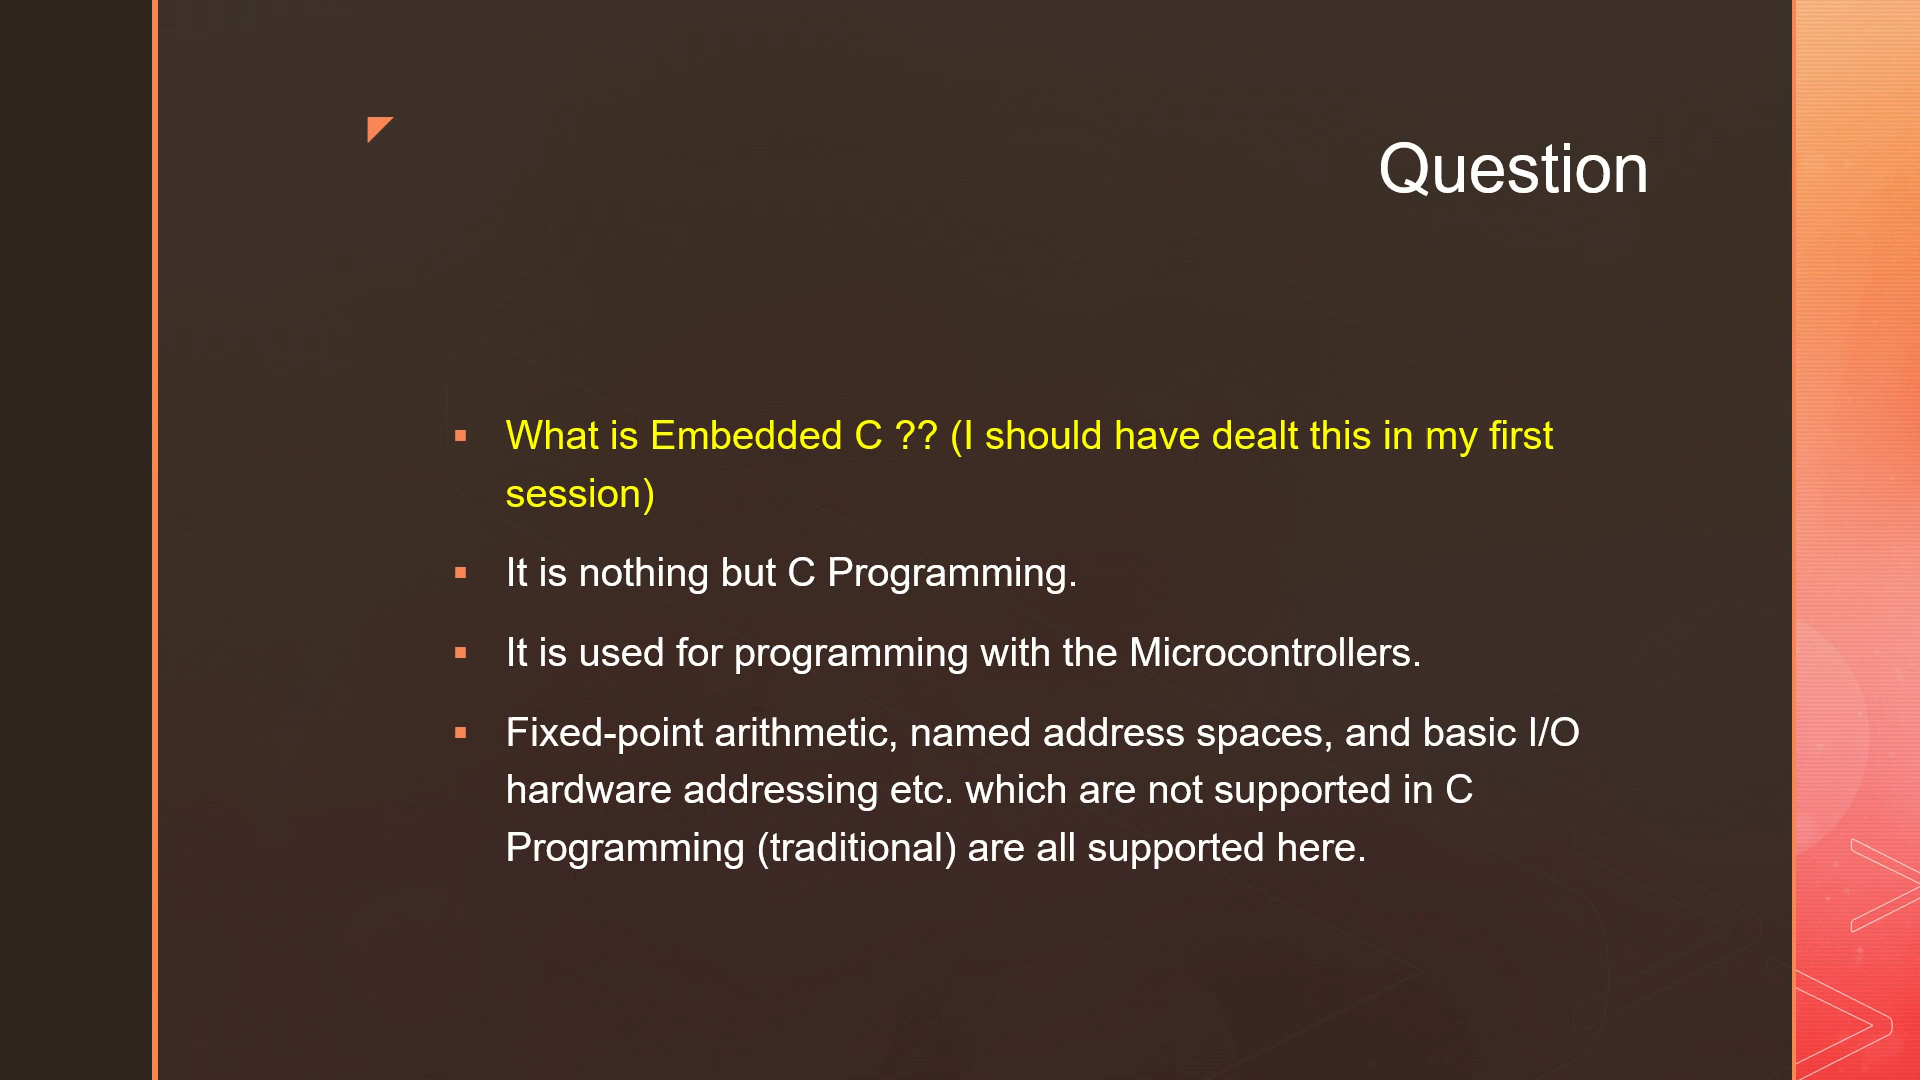 Question
What is Embedded C ?? (I should have dealt this in my first
session)
It is nothing but C Programming.
It is used for programming with the Microcontrollers.
Fixed-point arithmetic, named address spaces, and basic I/O
hardware addressing etc. which are not supported in C
Programming (traditional) are all supported here.